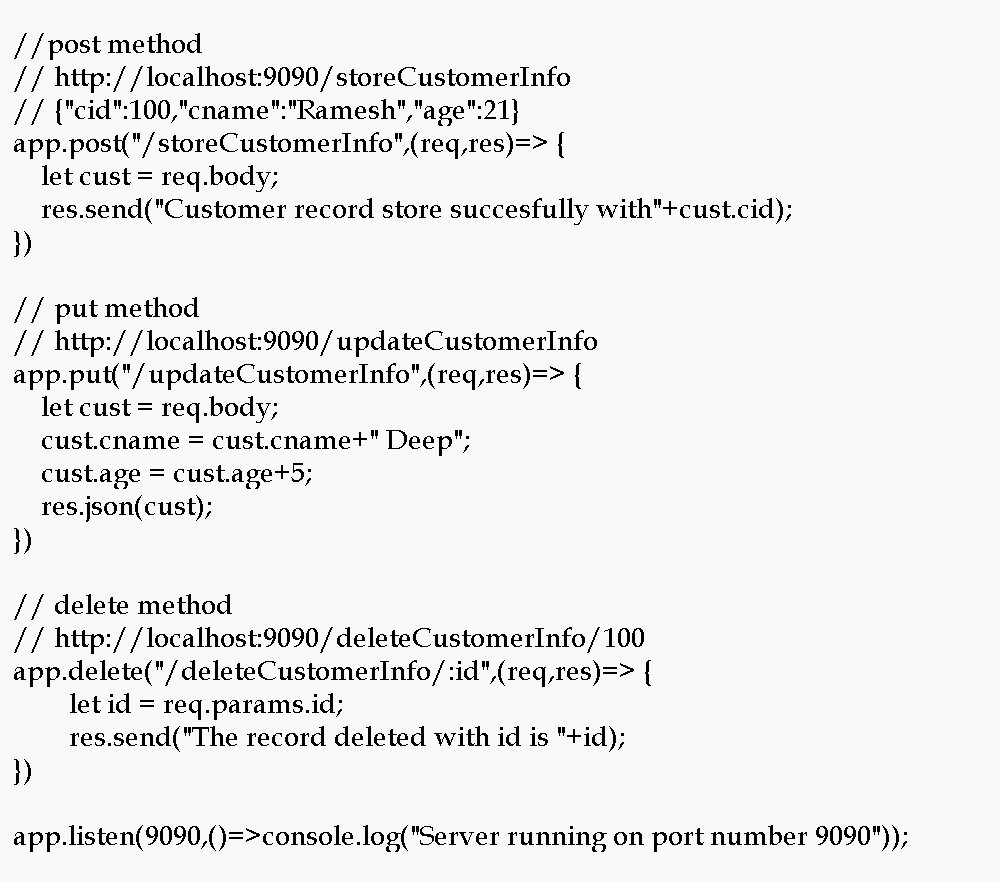 //post method
// http://localhost:9090/storeCustomerInfo
// {"cid":100,"cname":"Ramesh","age":21}
app.post("/storeCustomerInfo",(req,res)=> {
    let cust = req.body;
    res.send("Customer record store succesfully with"+cust.cid);
})

// put method
// http://localhost:9090/updateCustomerInfo
app.put("/updateCustomerInfo",(req,res)=> {
    let cust = req.body;
    cust.cname = cust.cname+" Deep";
    cust.age = cust.age+5;
    res.json(cust);
})

// delete method
// http://localhost:9090/deleteCustomerInfo/100
app.delete("/deleteCustomerInfo/:id",(req,res)=> {
        let id = req.params.id;
        res.send("The record deleted with id is "+id);
})

app.listen(9090,()=>console.log("Server running on port number 9090"));